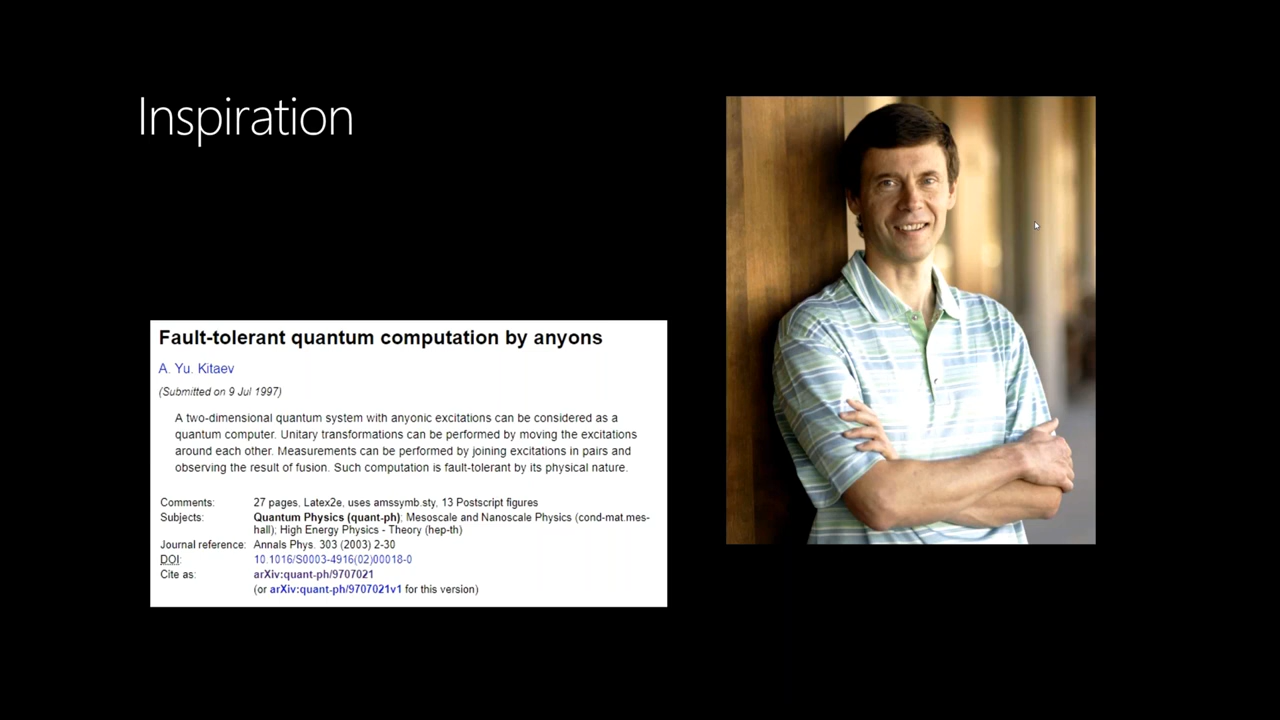 Inspiration
Fault-tolerant quantum computation by anyons
A. Yu. Kitaev
(Submitted on 9 Jul 1997)
A two-dimensional quantum system with anyonic excitations can be considered as a
quantum computer. Unitary transformations can be performed by moving the excitations
around each other. Measurements can be performed by joining excitations in pairs and
observing the result of fusion. Such computation is fault-tolerant by its physical nature.
Comments: 27 pages, Latex2e, uses amssymb.sty, 13 Postscript figures
Subjects: Quantum Physics (quant-ph); Mesoscale and Nanoscale Physics (cond-mat.mes-
hall); High Energy Physics - Theory (hep-th)
Journal reference: Annals Phys. 303 (2003) 2-30
DOI: 10.1016/S0003-4916(02)00018-0
Cite as: arXiv:quant-ph/9707021
(or arXiv:quant-ph/9707021v1 for this version)